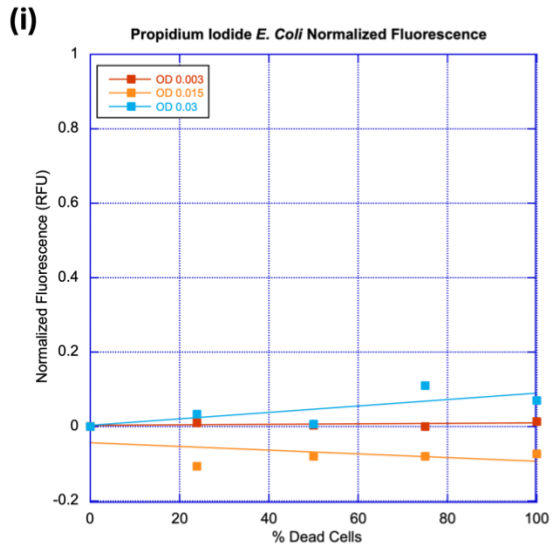 (i)
Propidium Iodide E. Coli Normalized Fluorescence
1
OD 0.003
OD 0.015
OD 0.03
0.8
0.6
0.4
0.2
0
-0.2
Normalized Fluorescence (RFU)
0 20 40 60 80 100
% Dead Cells